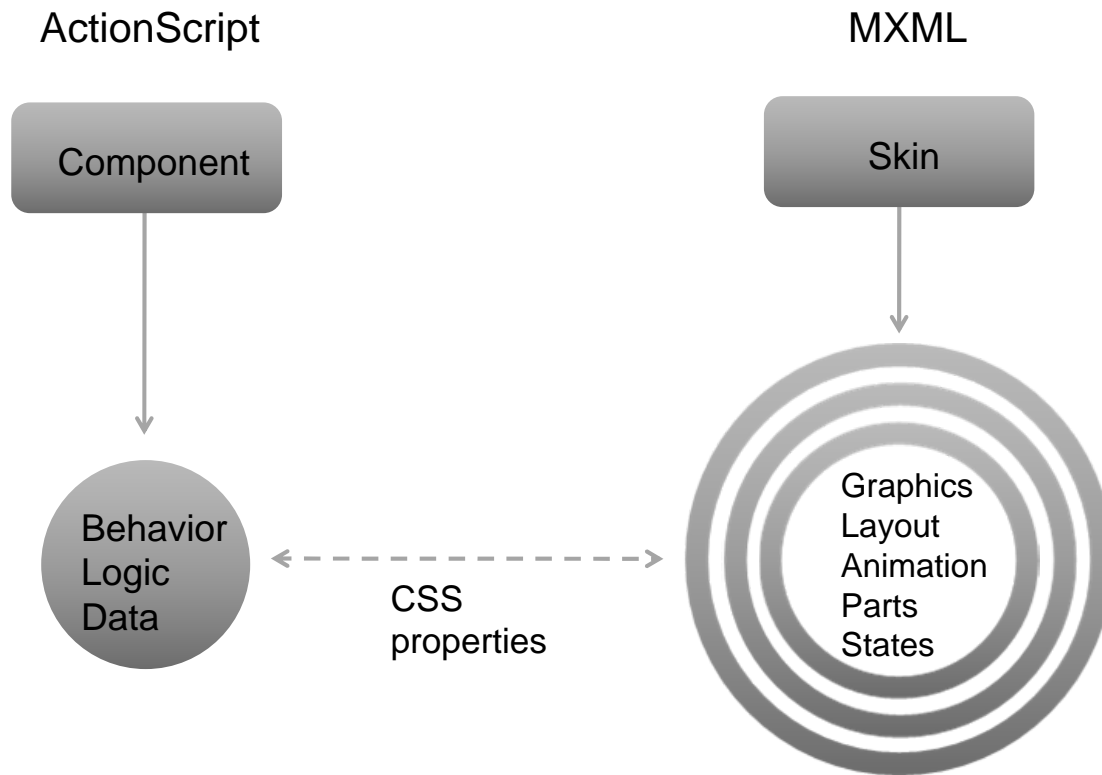 ActionScript
MXML
Component
Skin
Behavior
Logic
Data
CSS
properties
Graphics
Layout
Animation
Parts
States